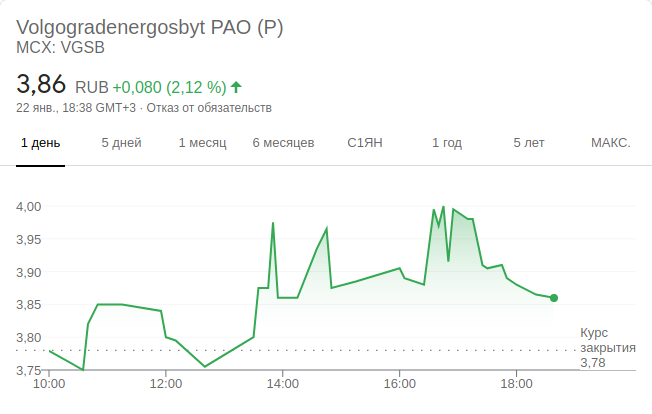 Volgogradenergosbyt PAO (P)
MCX: VGSB
3,86 RUB +0,080 (2,12 %)
22 янв., 18:38 GMT+3 · Отказ от обязательств
1 день 5 дней 1 месяц 6 месяцев С1ЯН 1 год 5 лет МАКС.
4,00
3,95
3,90
3,85
3,80
3,75
Курс
закрытия
3,78
10:00 12:00 14:00 16:00 18:00